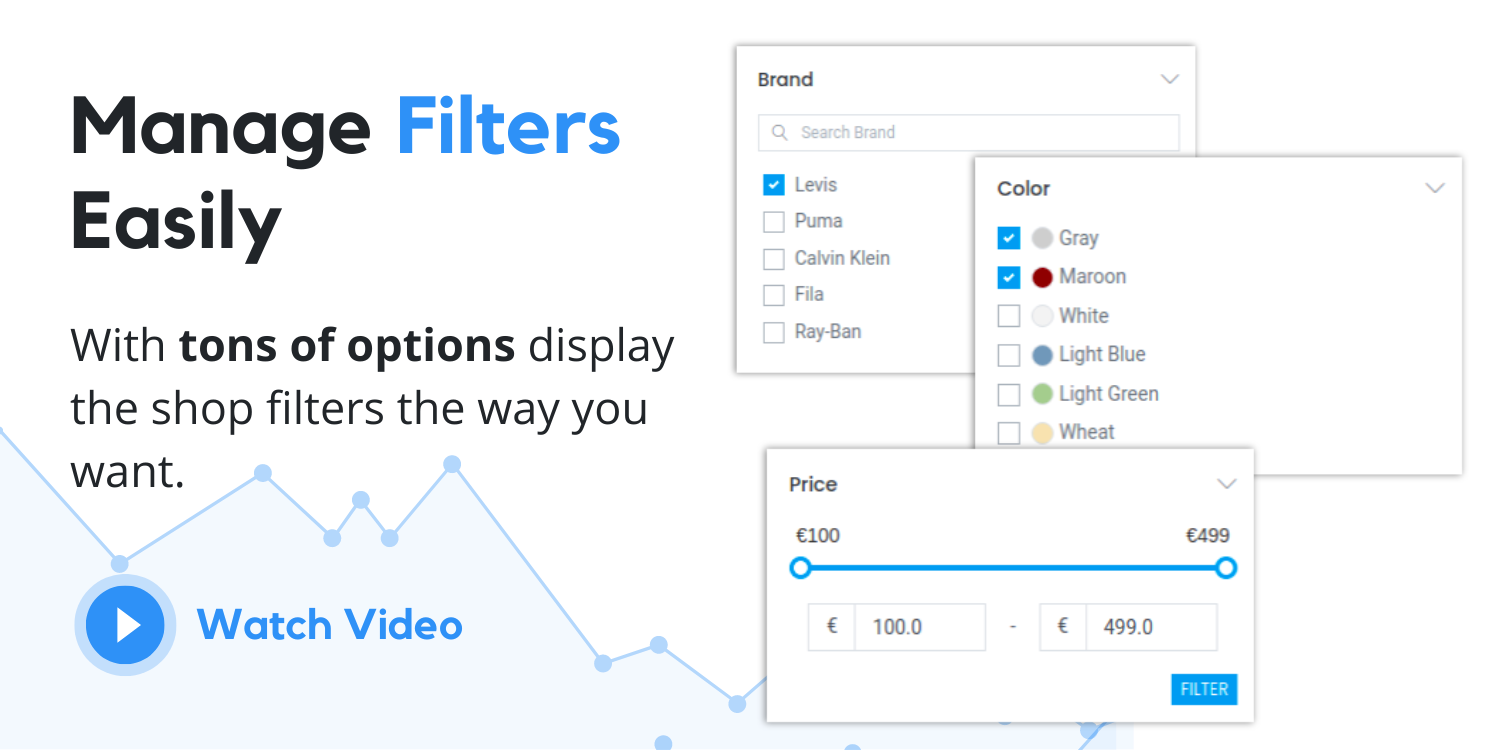 Manage Filters
Easily
With tons of options display
the shop filters the way you
want.
Watch Video
Brand
Search Brand
Levis
Puma
Calvin Klein
Fila
Ray-Ban
Color
Gray
Maroon
White
Light Blue
Light Green
Wheat
Price
€100 €499
€ 100.0 - € 499.0
FILTER